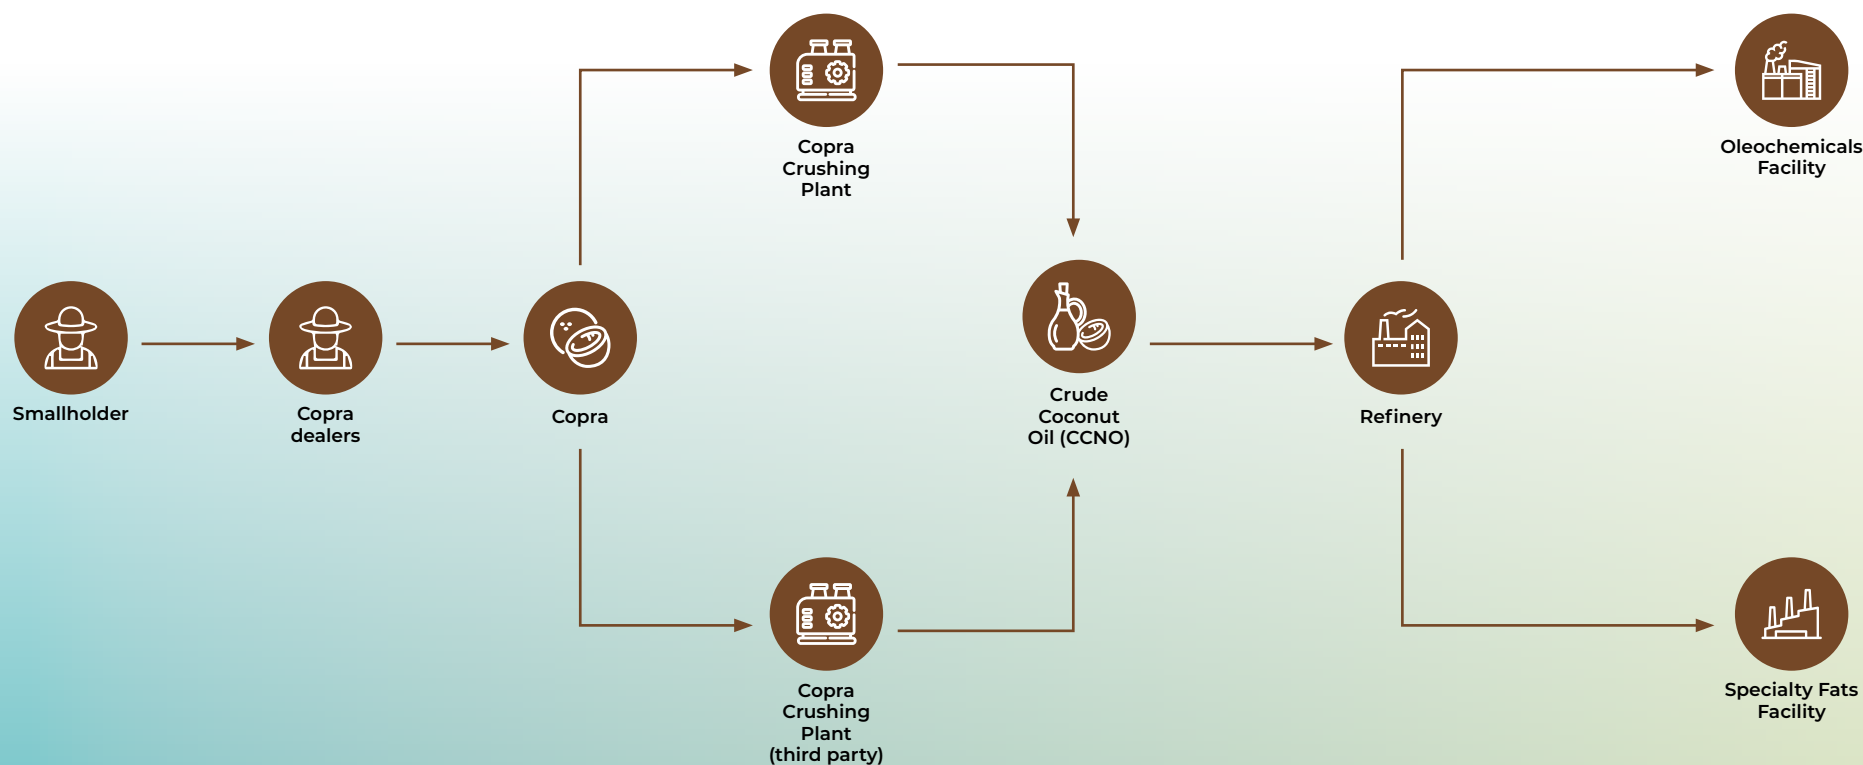 Smallholder
Copra
dealers
Copra
Copra
Crushing
Plant
Copra
Crushing
Plant
(third party)
Crude
Coconut
Oil (CCNO)
Refinery
Oleochemicals
Facility
Specialty Fats
Facility